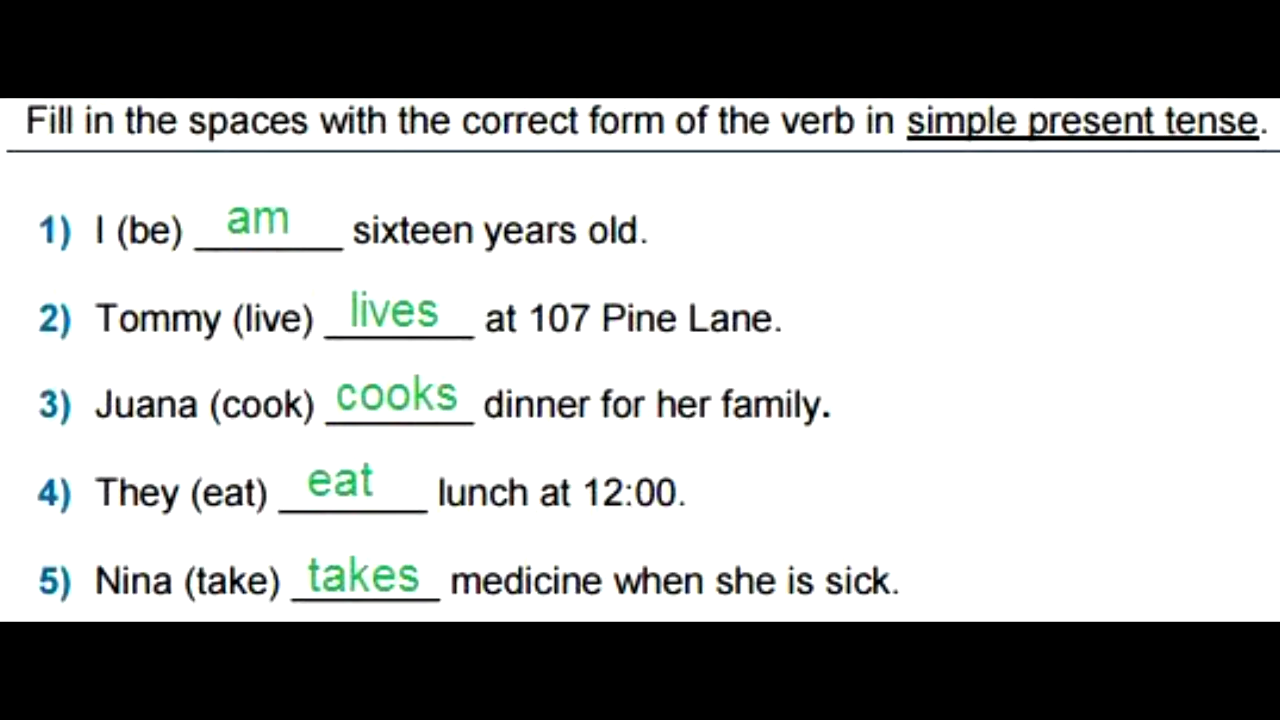 Fill in the spaces with the correct form of the verb in simple present tense.
1) I (be) am sixteen years old.
2) Tommy (live) lives at 107 Pine Lane.
3) Juana (cook) cooks dinner for her family.
4) They (eat) eat lunch at 12:00.
5) Nina (take) takes medicine when she is sick.